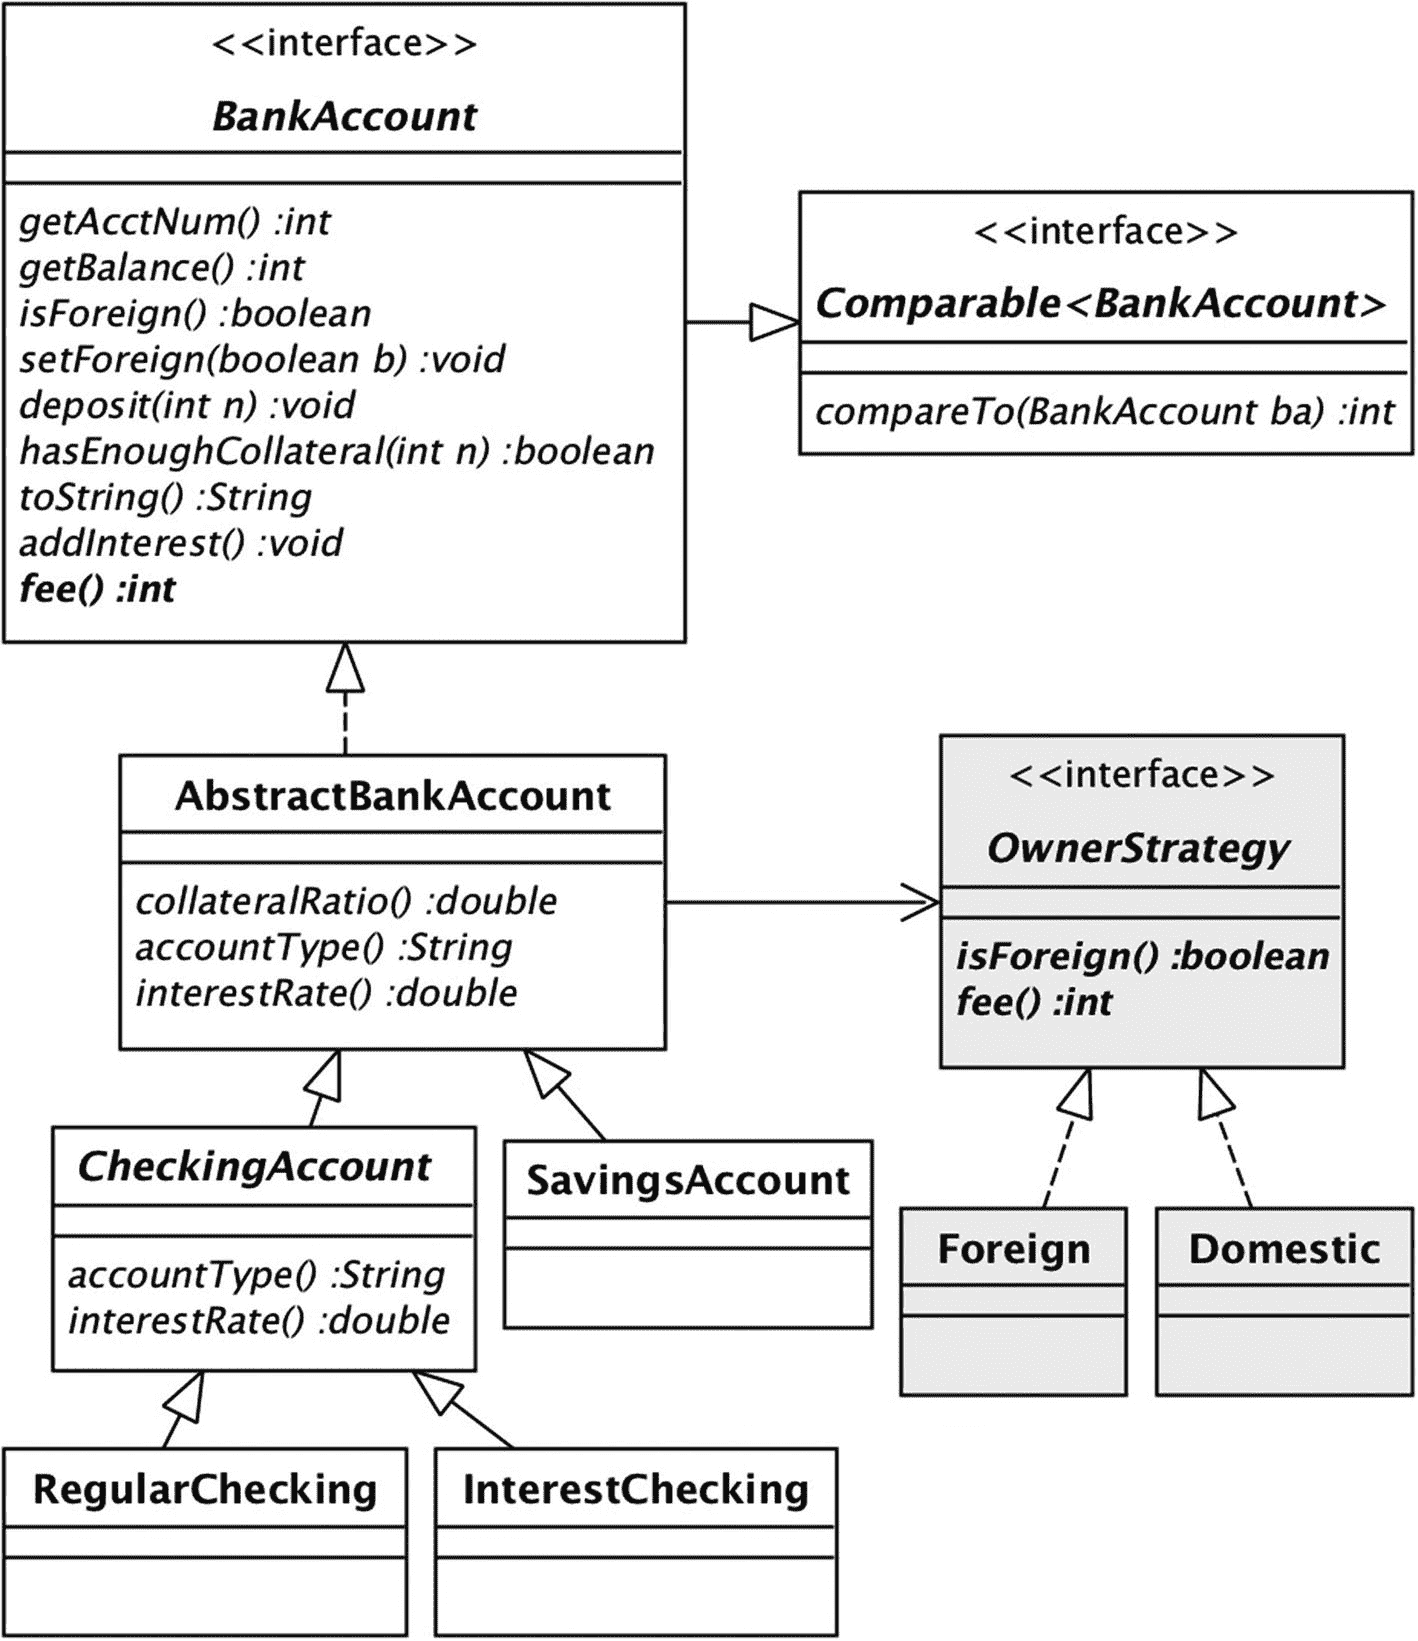 <<interface>>
BankAccount
getAcctNum() :int
getBalance() :int
isForeign() :boolean
setForeign(boolean b) :void
deposit(int n) :void
hasEnoughCollateral(int n) :boolean
toString() :String
addInterest() :void
fee() :int
<<interface>>
Comparable<BankAccount>
compareTo(BankAccount ba) :int
AbstractBankAccount
collateralRatio() :double
accountType() :String
interestRate() :double
<<interface>>
OwnerStrategy
isForeign() :boolean
fee() :int
CheckingAccount
accountType() :String
interestRate() :double
SavingsAccount
Foreign
Domestic
RegularChecking
InterestChecking